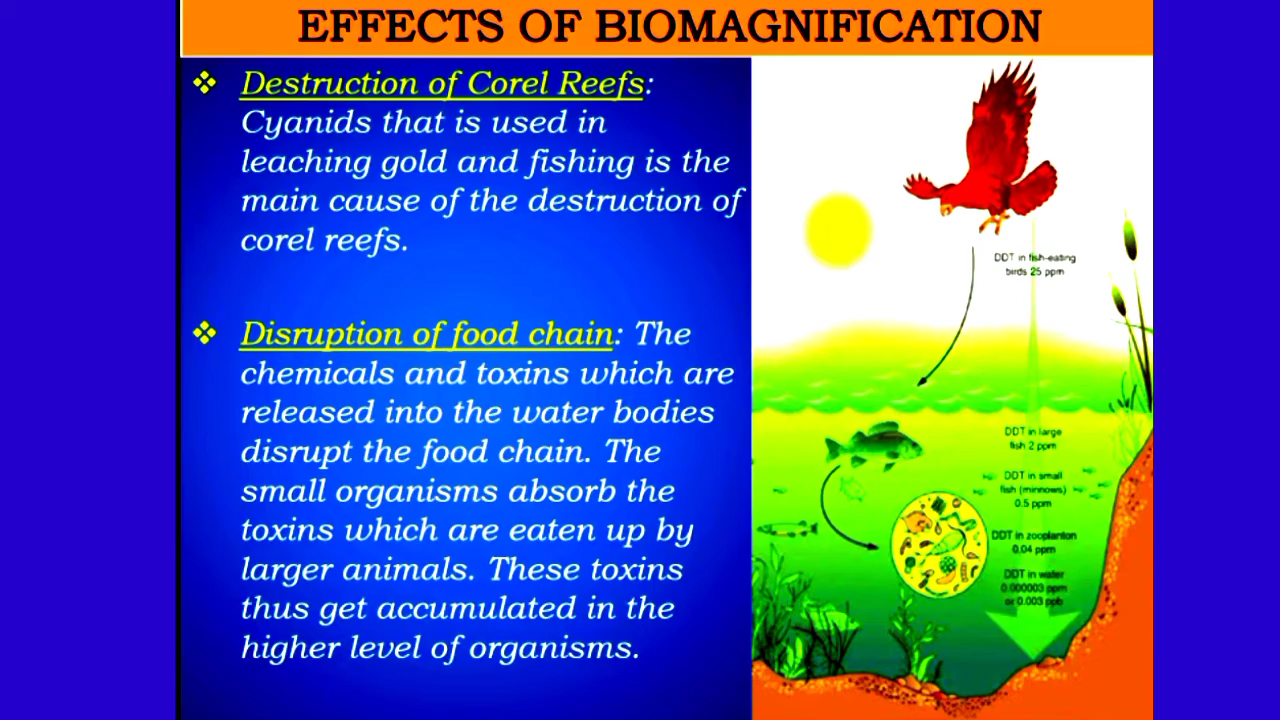 EFFECTS OF BIOMAGNIFICATION
Destruction of Corel Reefs:
Cyanids that is used in
leaching gold and fishing is the
main cause of the destruction of
corel reefs.
Disruption of food chain: The
chemicals and toxins which are
released into the water bodies
disrupt the food chain. The
small organisms absorb the
toxins which are eaten up by
larger animals. These toxins
thus get accumulated in the
higher level of organisms.
DDT in fish-eating
birds 25 ppm
DDT in large
fish 2 ppm
DDT in small
fish (minnows)
0.5 ppm
DDT in zooplanton
0.04 ppm
DDT in water
0.000003 ppm
or 0.003 ppb